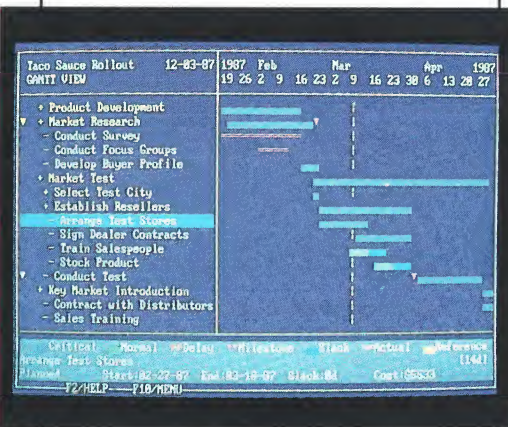 Taco Sauce Rollout 12-03-87 1987 Feb Mar Apr 1987
GANTT VIEW 19 26 2 9 16 23 2 9 16 23 30 6 13 20 27
+ Product Development
+ Market Research
- Conduct Survey
- Conduct Focus Groups
- Develop Buyer Profile
+ Market Test
+ Select Test City
+ Establish Resellers
- Arrange Test Stores
- Sign Dealer Contracts
- Train Salespeople
- Stock Product
- Conduct Test
+ Key Market Introduction
- Contract with Distributors
- Sales Training
Critical Normal Delay Milestone Slack Actual Reference
Arrange Test Stores [14d]
Planned Start:02-27-87 End: Slack:0d Cost:
F2/HELP F10/MENU